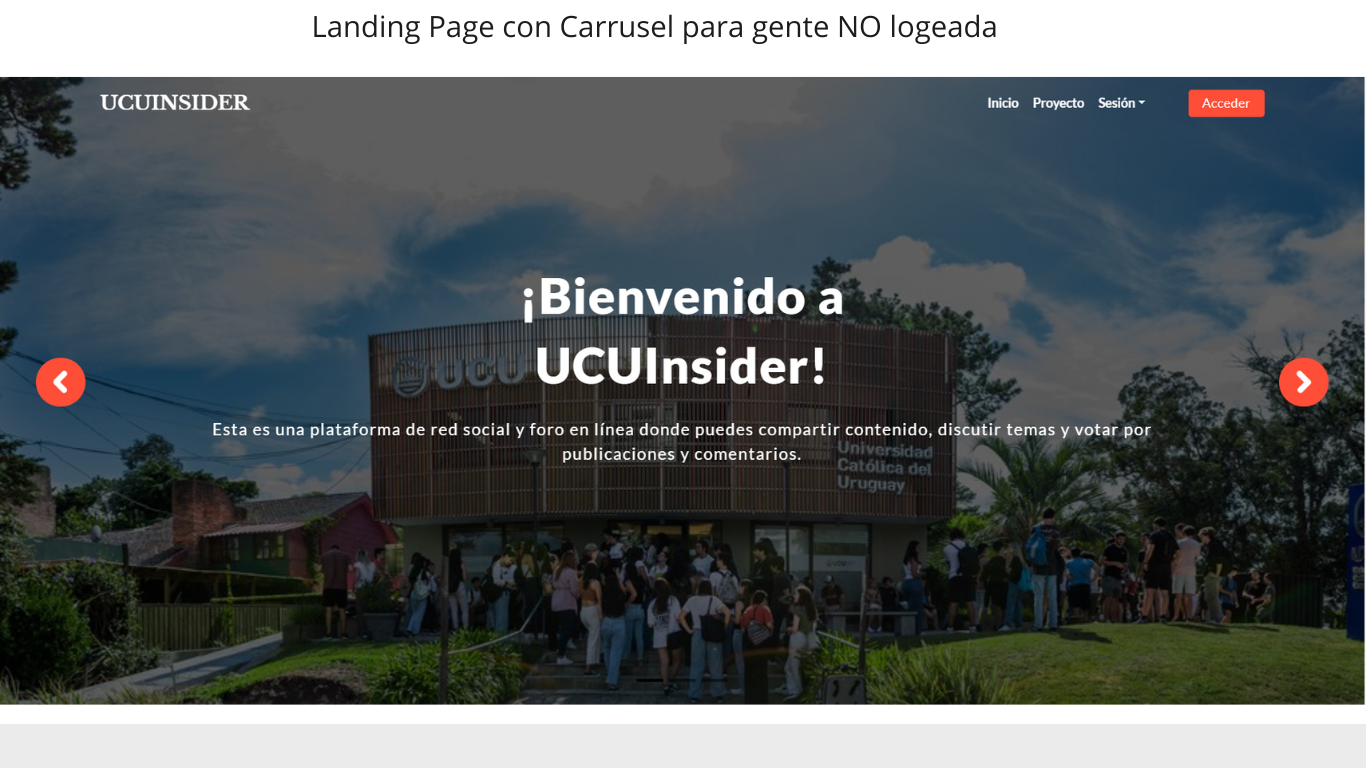 Landing Page con Carrusel para gente NO logeada
UCUINSIDER
Inicio Proyecto Sesión Acceder
¡Bienvenido a
UCUInsider!
UCU
Esta es una plataforma de red social y foro en línea donde puedes compartir contenido, discutir temas y votar por
publicaciones y comentarios.
Universidad
Católica del
Uruguay
UCU